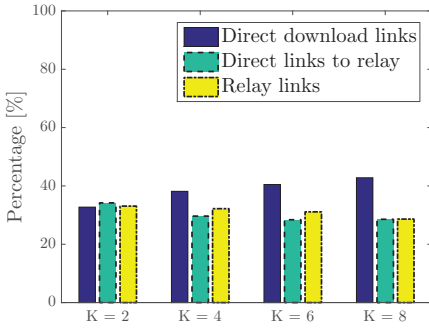 100
80
60
40
20
0
Percentage [%]
Direct download links
Direct links to relay
Relay links
K = 2
K = 4
K = 6
K = 8